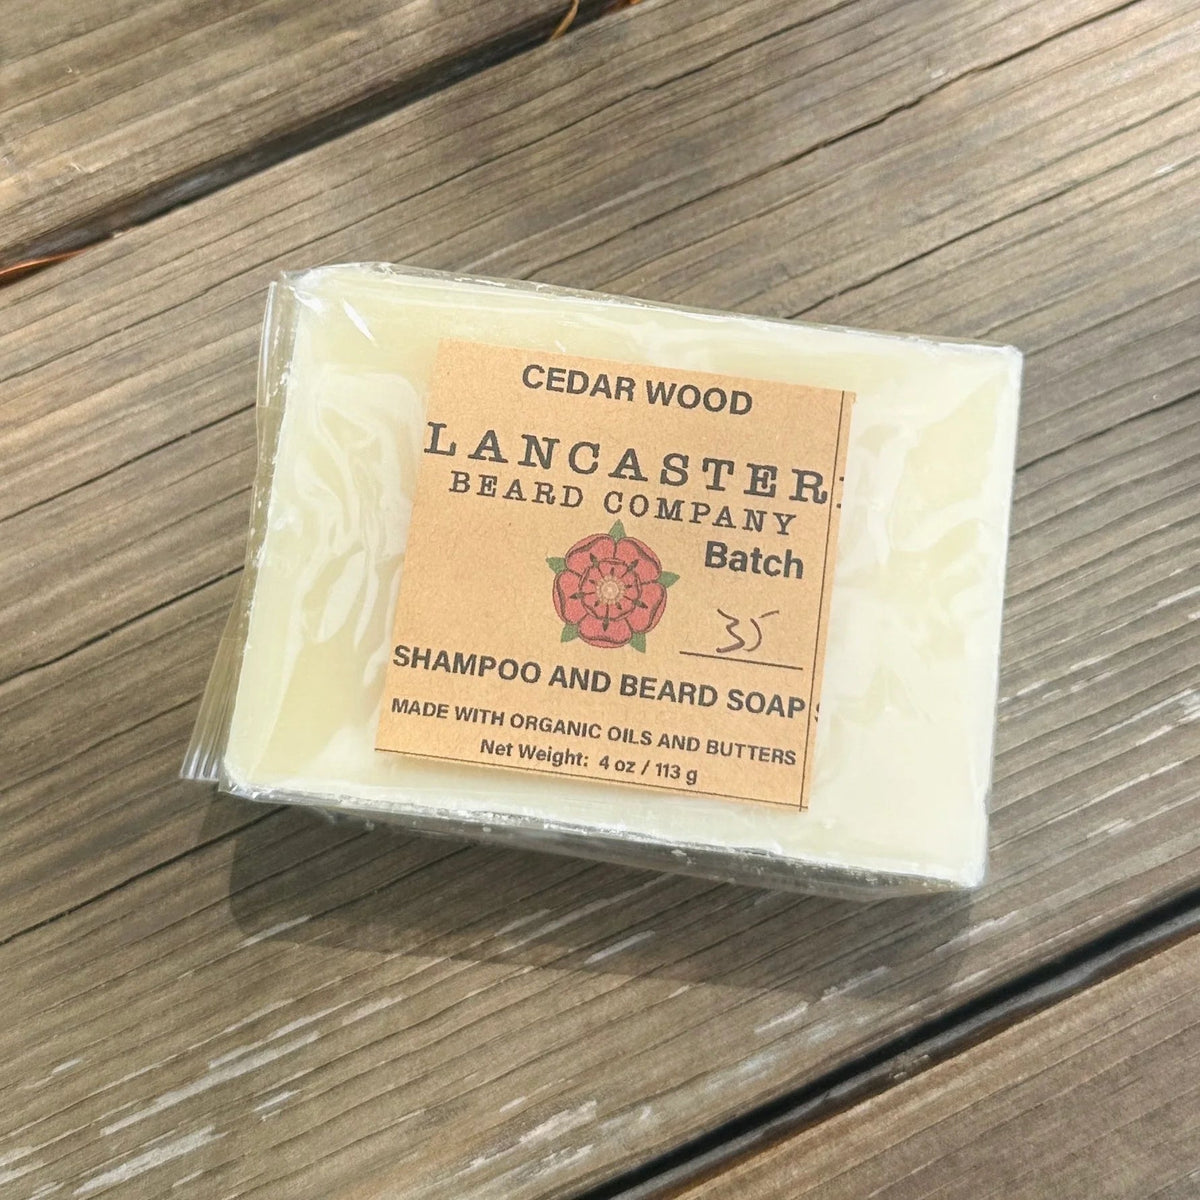 CEDAR WOOD
LANCASTER
BEARD COMPANY
Batch
35
SHAMPOO AND BEARD SOAP
MADE WITH ORGANIC OILS AND BUTTERS
Net Weight: 4 oz / 113 g